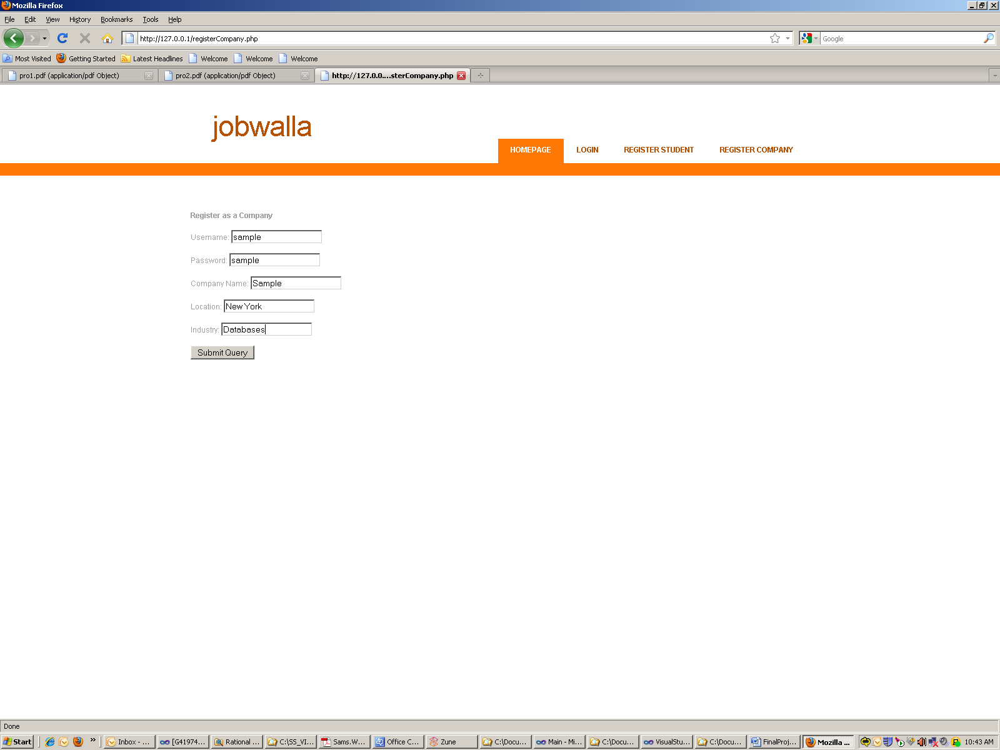 Mozilla Firefox
File Edit View History Bookmarks Tools Help
http://127.0.0.1/registerCompany.php Google
Most Visited Getting Started Latest Headlines Welcome Welcome Welcome
pro1.pdf (application/pdf Object) pro2.pdf (application/pdf Object) http://127.0.0....sterCompany.php
jobwalla
HOMEPAGE LOGIN REGISTER STUDENT REGISTER COMPANY
Register as a Company
Username: sample
Password: sample
Company Name: Sample
Location: New York
Industry: Databases
Submit Query
Done
Start » Inbox - ... [G41974... Rational ... C:\SS_VI... Sams.W... Office C... Zune C:\Docu... Main - Mi... C:\Docu... VisualStu... C:\Docu... FinalProj... Mozilla ... 10:43 AM